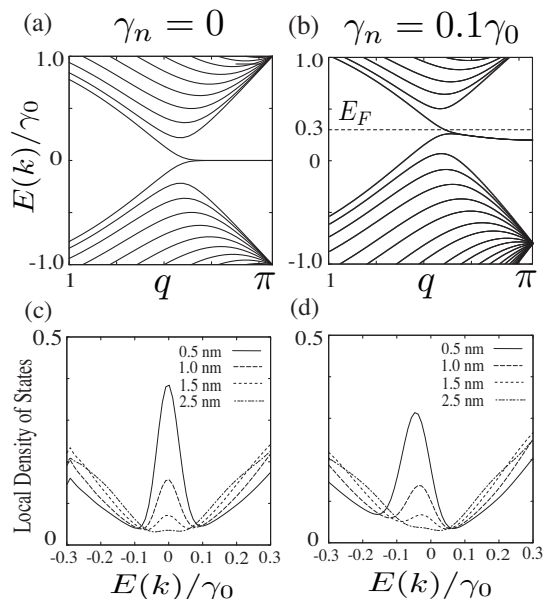 (a) γₙ = 0
(b) γₙ = 0.1γ₀
E(k)/γ₀
1.0
0
-1.0
1 q π
1.0
E_F
0.3
0
-1.0
1 q π
(c)
Local Density of States
0.5
0
0.5 nm
1.0 nm
1.5 nm
2.5 nm
-0.3 -0.2 -0.1 0 0.1 0.2 0.3
E(k)/γ₀
(d)
0.5
0
0.5 nm
1.0 nm
1.5 nm
2.5 nm
-0.3 -0.2 -0.1 0 0.1 0.2 0.3
E(k)/γ₀